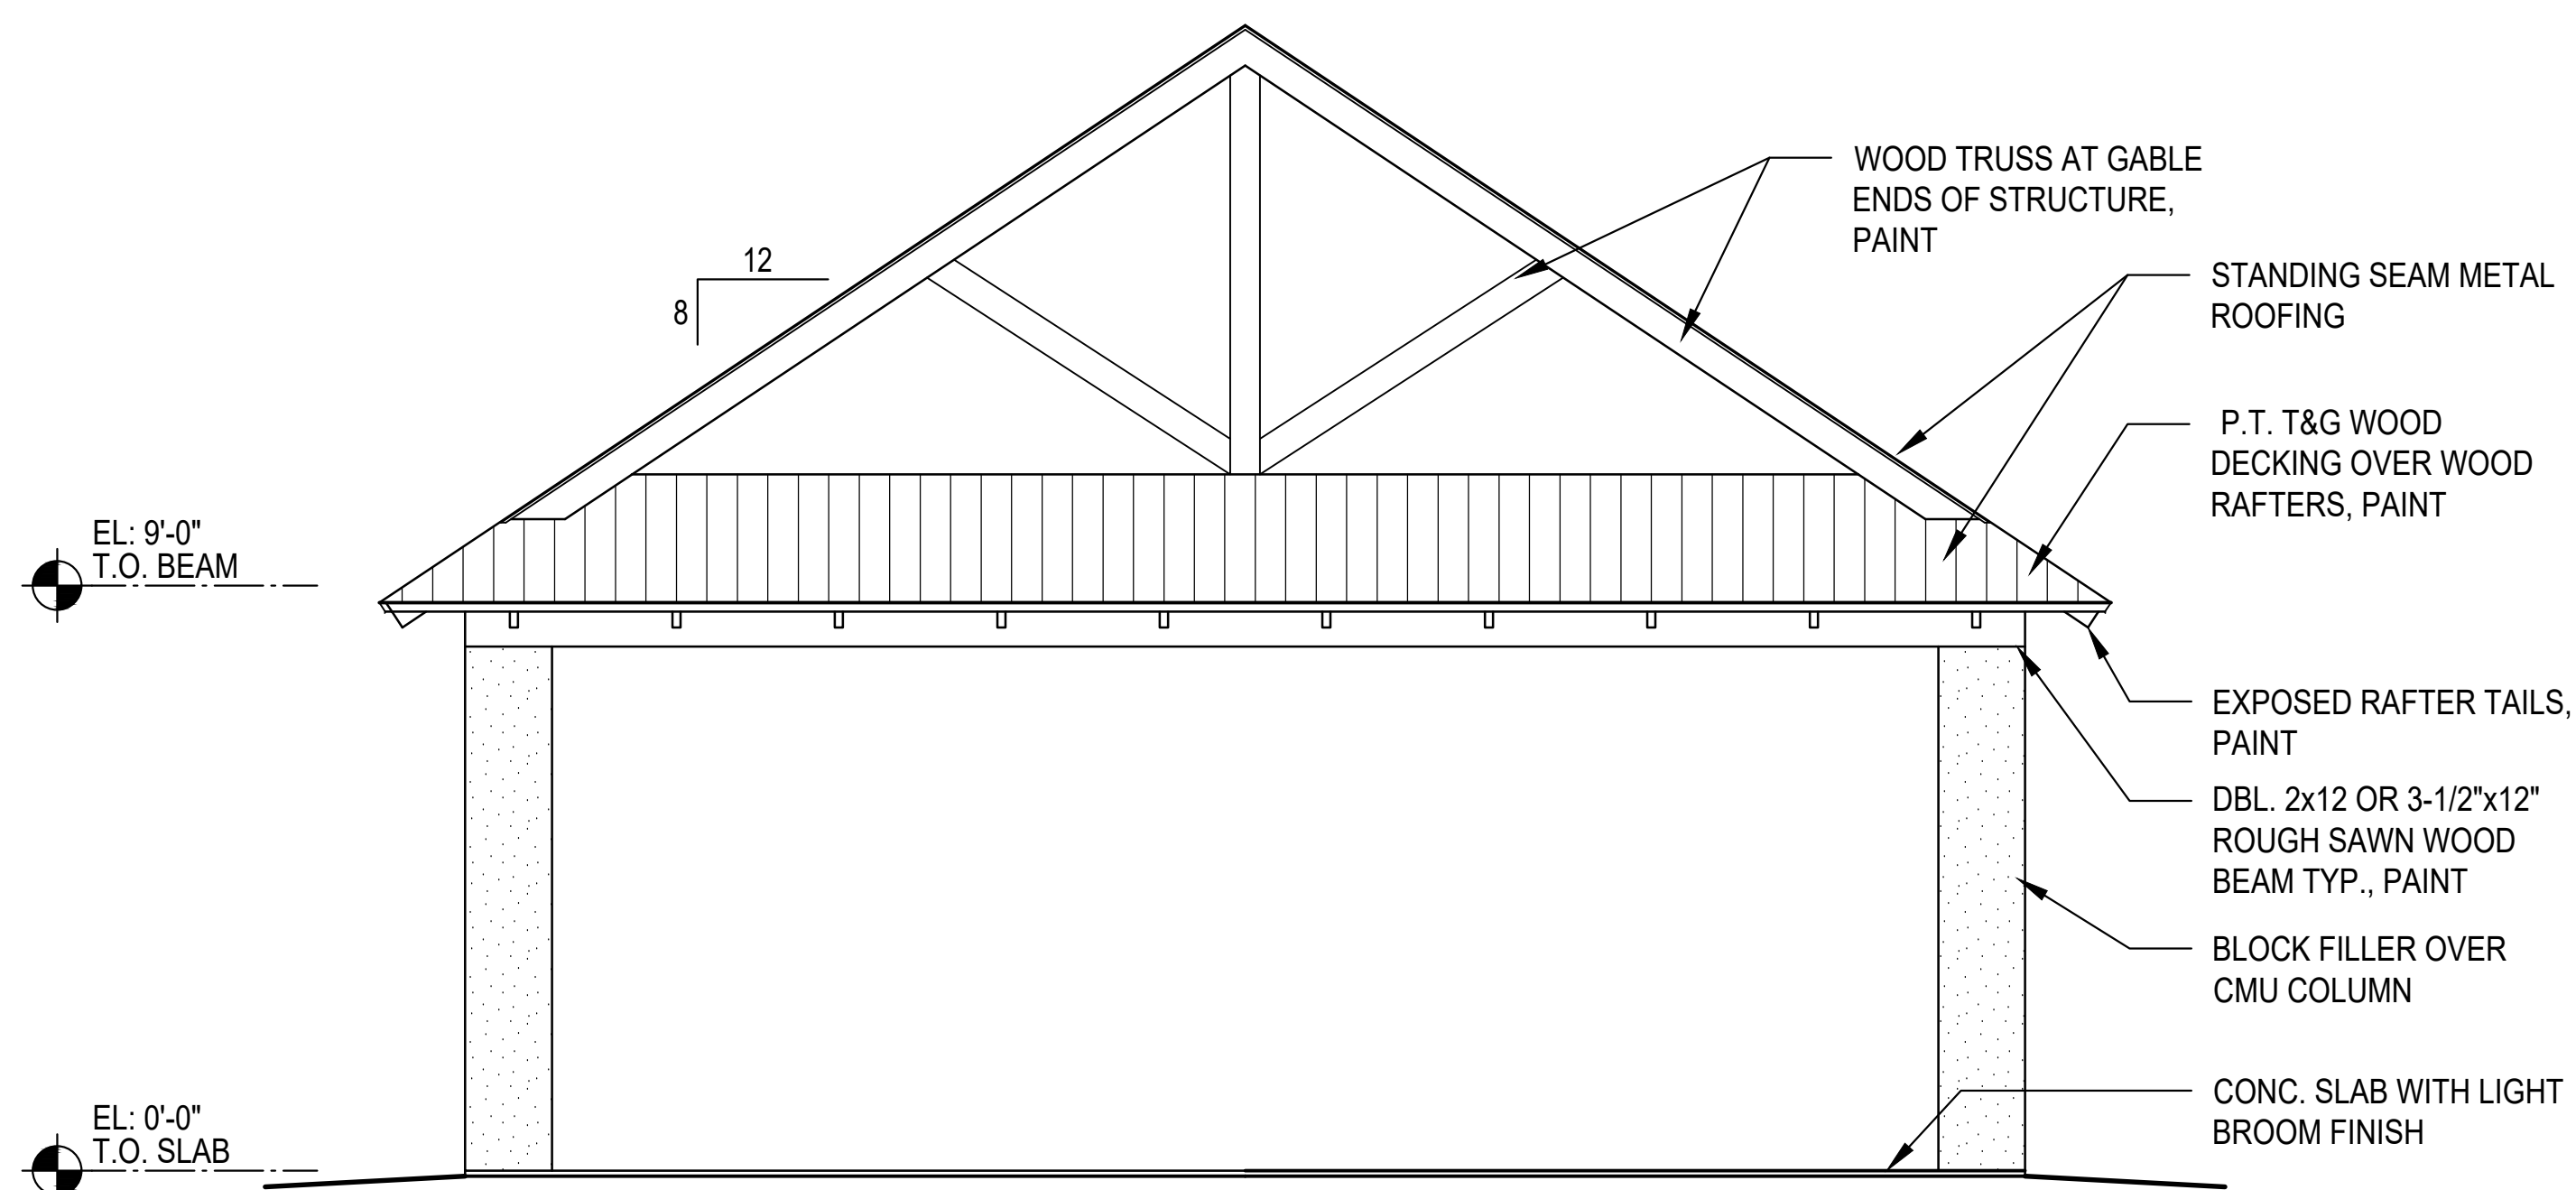 12
8
WOOD TRUSS AT GABLE
ENDS OF STRUCTURE,
PAINT
STANDING SEAM METAL
ROOFING
P.T. T&G WOOD
DECKING OVER WOOD
RAFTERS, PAINT
EL: 9'-0"
T.O. BEAM
EXPOSED RAFTER TAILS,
PAINT
DBL. 2x12 OR 3-1/2"x12"
ROUGH SAWN WOOD
BEAM TYP., PAINT
BLOCK FILLER OVER
CMU COLUMN
EL: 0'-0"
T.O. SLAB
CONC. SLAB WITH LIGHT
BROOM FINISH